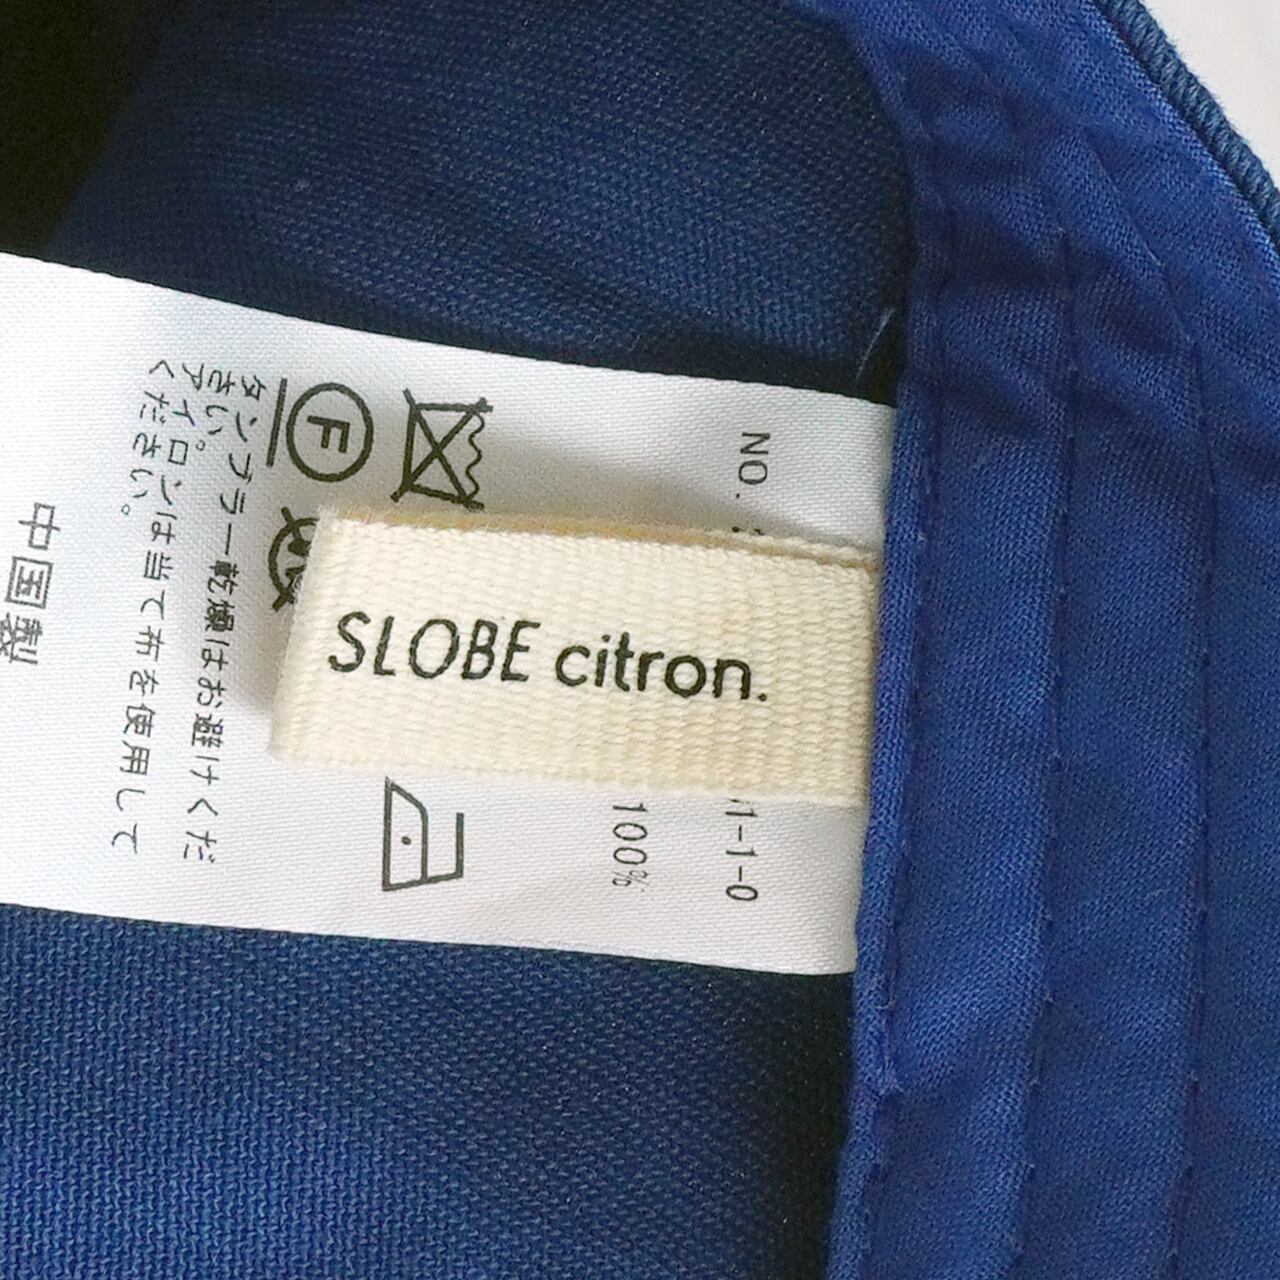 NO.
1-1-0
100%
F
SLOBE citron.
タンブラー乾燥はお避けくだ
さい。
アイロンは当て布を使用して
ください。
中国製